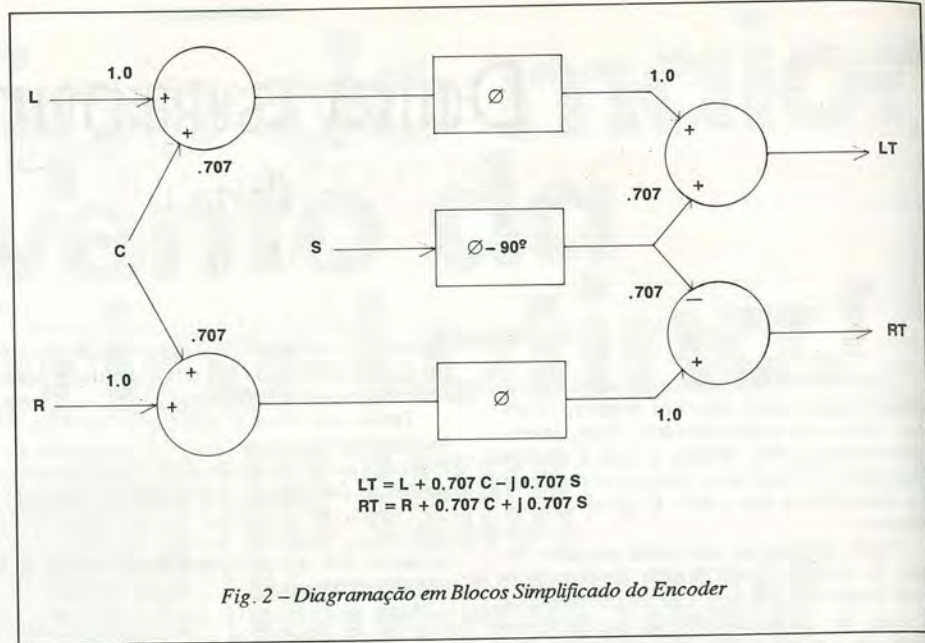 1.0
L
+
+
.707
C
.707
1.0
+
R
+
∅
S
∅ – 90º
∅
1.0
+
.707
+
LT
.707
–
+
RT
1.0
LT = L + 0.707 C – j 0.707 S
RT = R + 0.707 C + j 0.707 S
Fig. 2 – Diagramação em Blocos Simplificado do Encoder